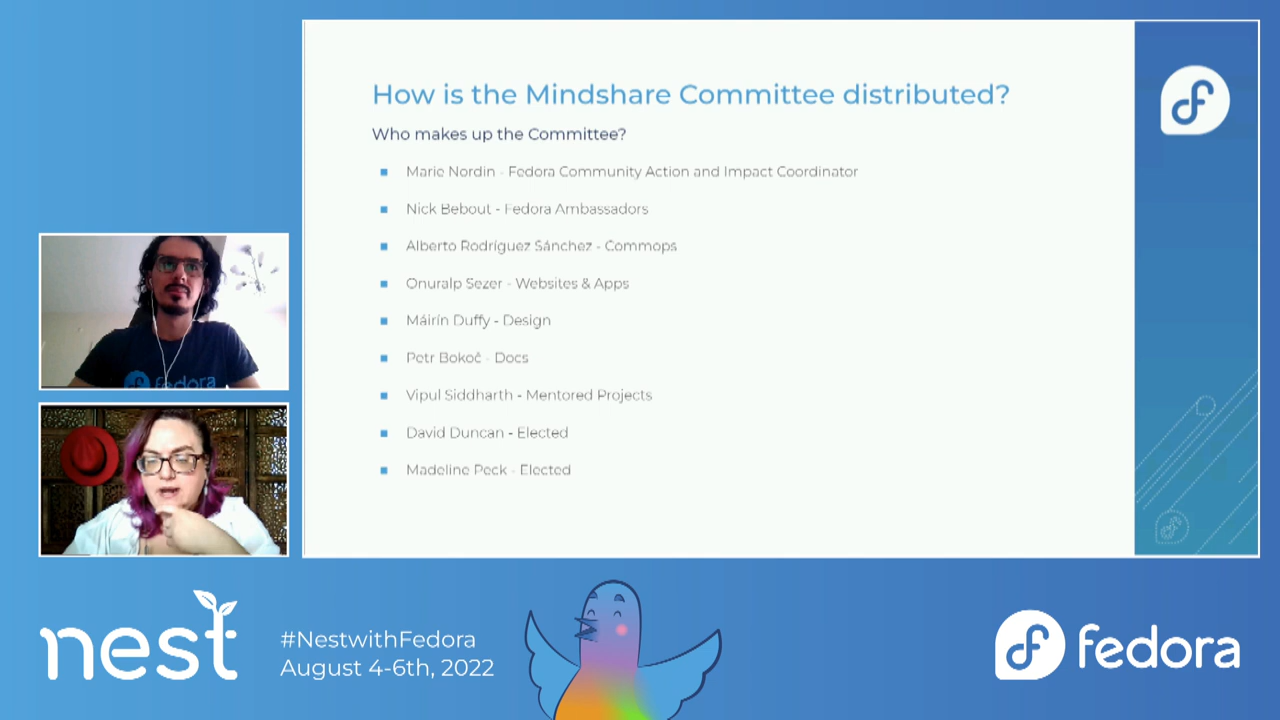 How is the Mindshare Committee distributed?
Who makes up the Committee?
Marie Nordin - Fedora Community Action and Impact Coordinator
Nick Bebout - Fedora Ambassadors
Alberto Rodríguez Sánchez - Commops
Onuralp Sezer - Websites & Apps
Máirín Duffy - Design
Petr Bokoč - Docs
Vipul Siddharth - Mentored Projects
David Duncan - Elected
Madeline Peck - Elected
fedora
nest
#NestwithFedora
August 4-6th, 2022
fedora